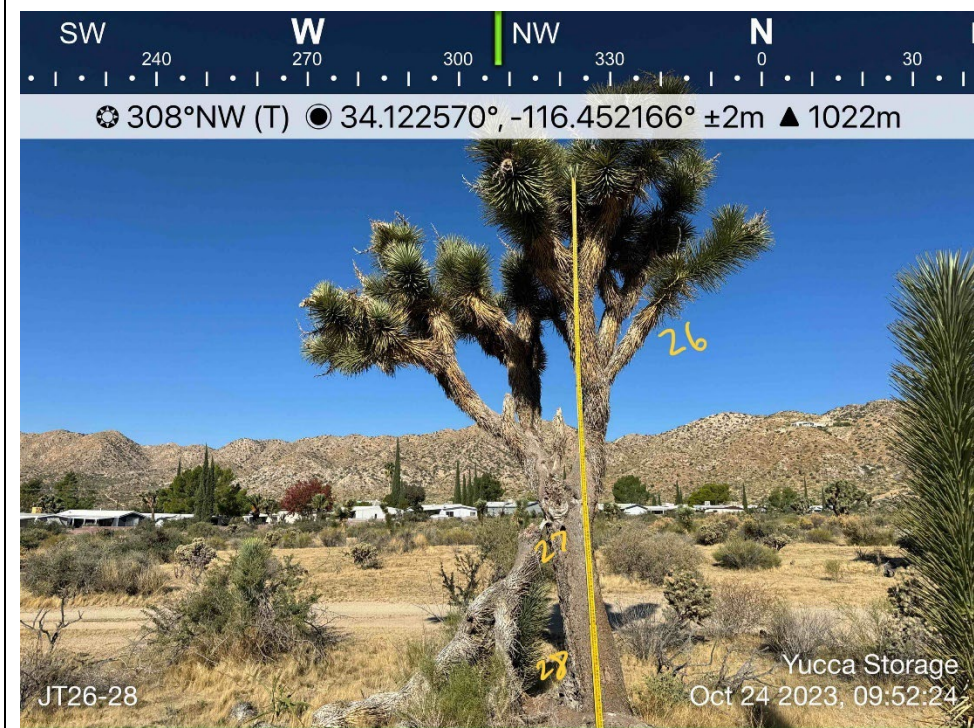 SW W NW N
240 270 300 330 0 30
308°NW (T) 34.122570°, -116.452166° ±2m ▲ 1022m
26
27
28
JT26-28
Yucca Storage
Oct 24 2023, 09:52:24